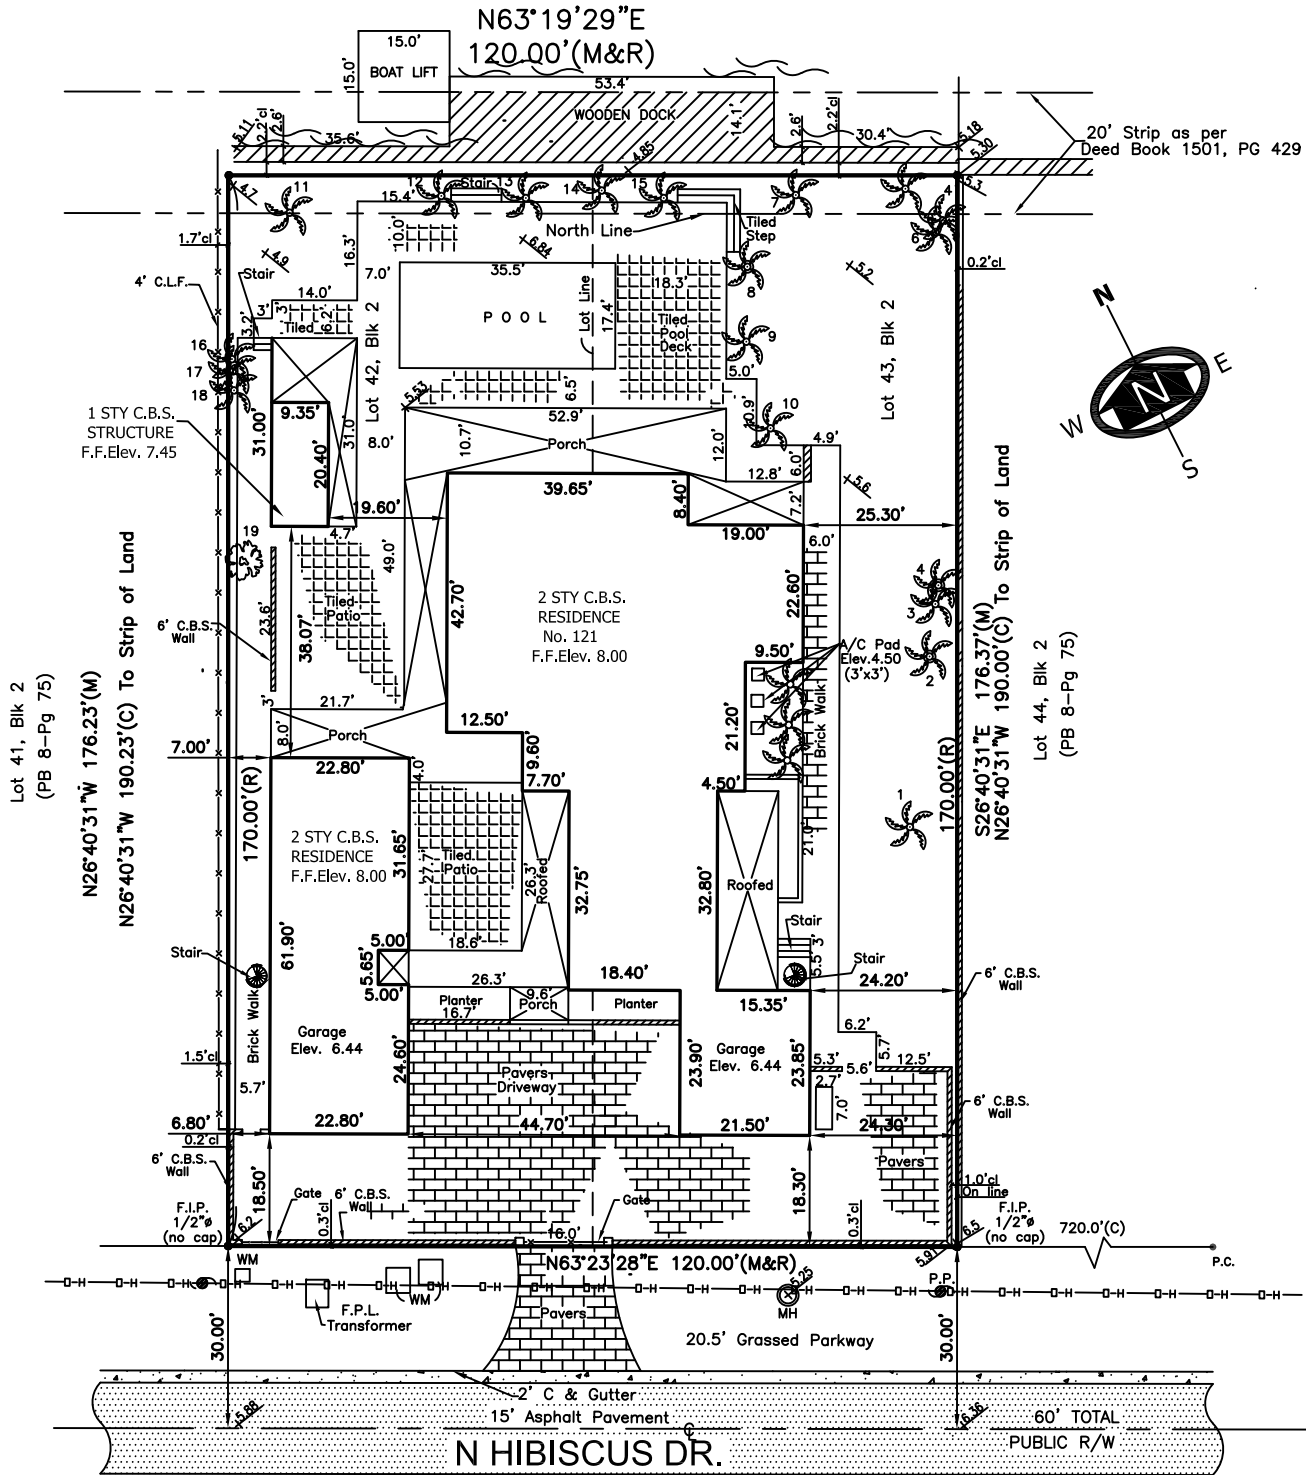 N63°19'29"E
120.00'(M&R)
15.0'
15.0'
BOAT LIFT
53.4'
WOODEN DOCK
14.1'
5.11
2.2'cl
2.6'
35.6'
4.85
2.6'
2.2'cl
30.4'
5.18
5.30
20' Strip as per
Deed Book 1501, PG 429
4.7
11
12
Stair
13
14
15
7
4
5.3
15.4'
6
1.7'cl
10.0'
16.3'
North Line
Tiled
Step
4.9
6.84
5.2
0.2'cl
4' C.L.F.
Stair
7.0'
35.5'
18.3'
8
14.0'
3'
3'
3.2'
6.2'
Tiled
Lot 42, Blk 2
POOL
Lot Line
17.4'
Tiled
Pool
Deck
Lot 43, Blk 2
9
16
17
18
5.53
6.5'
5.0'
N
E
W
S
N
1 STY C.B.S.
STRUCTURE
F.F.Elev. 7.45
9.35'
31.00'
20.40'
31.0'
8.0'
52.9'
10.7'
Porch
12.0'
10.9'
10
4.9'
6.0'
39.65'
8.40'
12.8'
7.2'
5.6
19.60'
19.00'
25.30'
19
4.7'
49.0'
6.0'
Tiled
Patio
6' C.B.S.
Wall
23.6'
38.07'
42.70'
2 STY C.B.S.
RESIDENCE
No. 121
F.F.Elev. 8.00
22.60'
4
3
2
A/C Pad
Elev.4.50
(3'x3')
9.50'
Lot 41, Blk 2
(PB 8-Pg 75)
N26°40'31"W 176.23'(M)
N26°40'31"W 190.23'(C) To Strip of Land
S26°40'31"E 176.37'(M)
N26°40'31"W 190.00'(C) To Strip of Land
Lot 44, Blk 2
(PB 8-Pg 75)
3'
21.7'
8.0'
Porch
12.50'
21.20'
Brick Walk
7.00'
22.80'
4.0'
9.60'
7.70'
4.50'
170.00'(R)
170.00'(R)
2 STY C.B.S.
RESIDENCE
F.F.Elev. 8.00
31.65'
27.7'
Tiled
Patio
26.3'
Roofed
32.75'
32.80'
Roofed
21.0'
1
61.90'
Stair
5.00'
5.65'
5.00'
18.6'
26.3'
18.40'
15.35'
Stair
3'
5.5'
Stair
24.20'
6' C.B.S.
Wall
Brick Walk
Planter
16.7'
9.6'
Porch
Planter
Garage
Elev. 6.44
24.60'
Garage
Elev. 6.44
23.90'
23.85'
6.2'
5.7'
5.3'
5.6'
12.5'
1.5'cl
5.7'
Pavers
Driveway
2.7'
7.0'
6' C.B.S.
Wall
6.80'
22.80'
44.70'
21.50'
24.30'
0.2'cl
6' C.B.S.
Wall
Pavers
18.50'
18.30'
1.0'cl
On line
F.I.P.
1/2"ø
(no cap)
Gate
6' C.B.S.
Wall
Gate
F.I.P.
1/2"ø
(no cap)
6.2
0.3'cl
16.0'
0.3'cl
6.5
720.0'(C)
N63°23'28"E 120.00'(M&R)
5.91
P.C.
WM
WM
5.25
P.P.
MH
F.P.L.
Transformer
Pavers
20.5' Grassed Parkway
30.00'
30.00'
2' C & Gutter
5.88
15' Asphalt Pavement
6.36
60' TOTAL
PUBLIC R/W
N HIBISCUS DR.